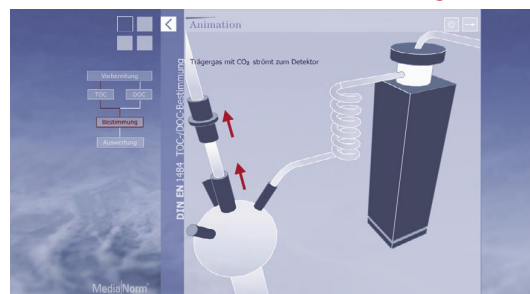 Animation
Trägergas mit CO₂ strömt zum Detektor
Vorbereitung
TOC
DOC
Bestimmung
Auswertung
DIN EN 1484 TOC-/DOC-Bestimmung
MediaNorm